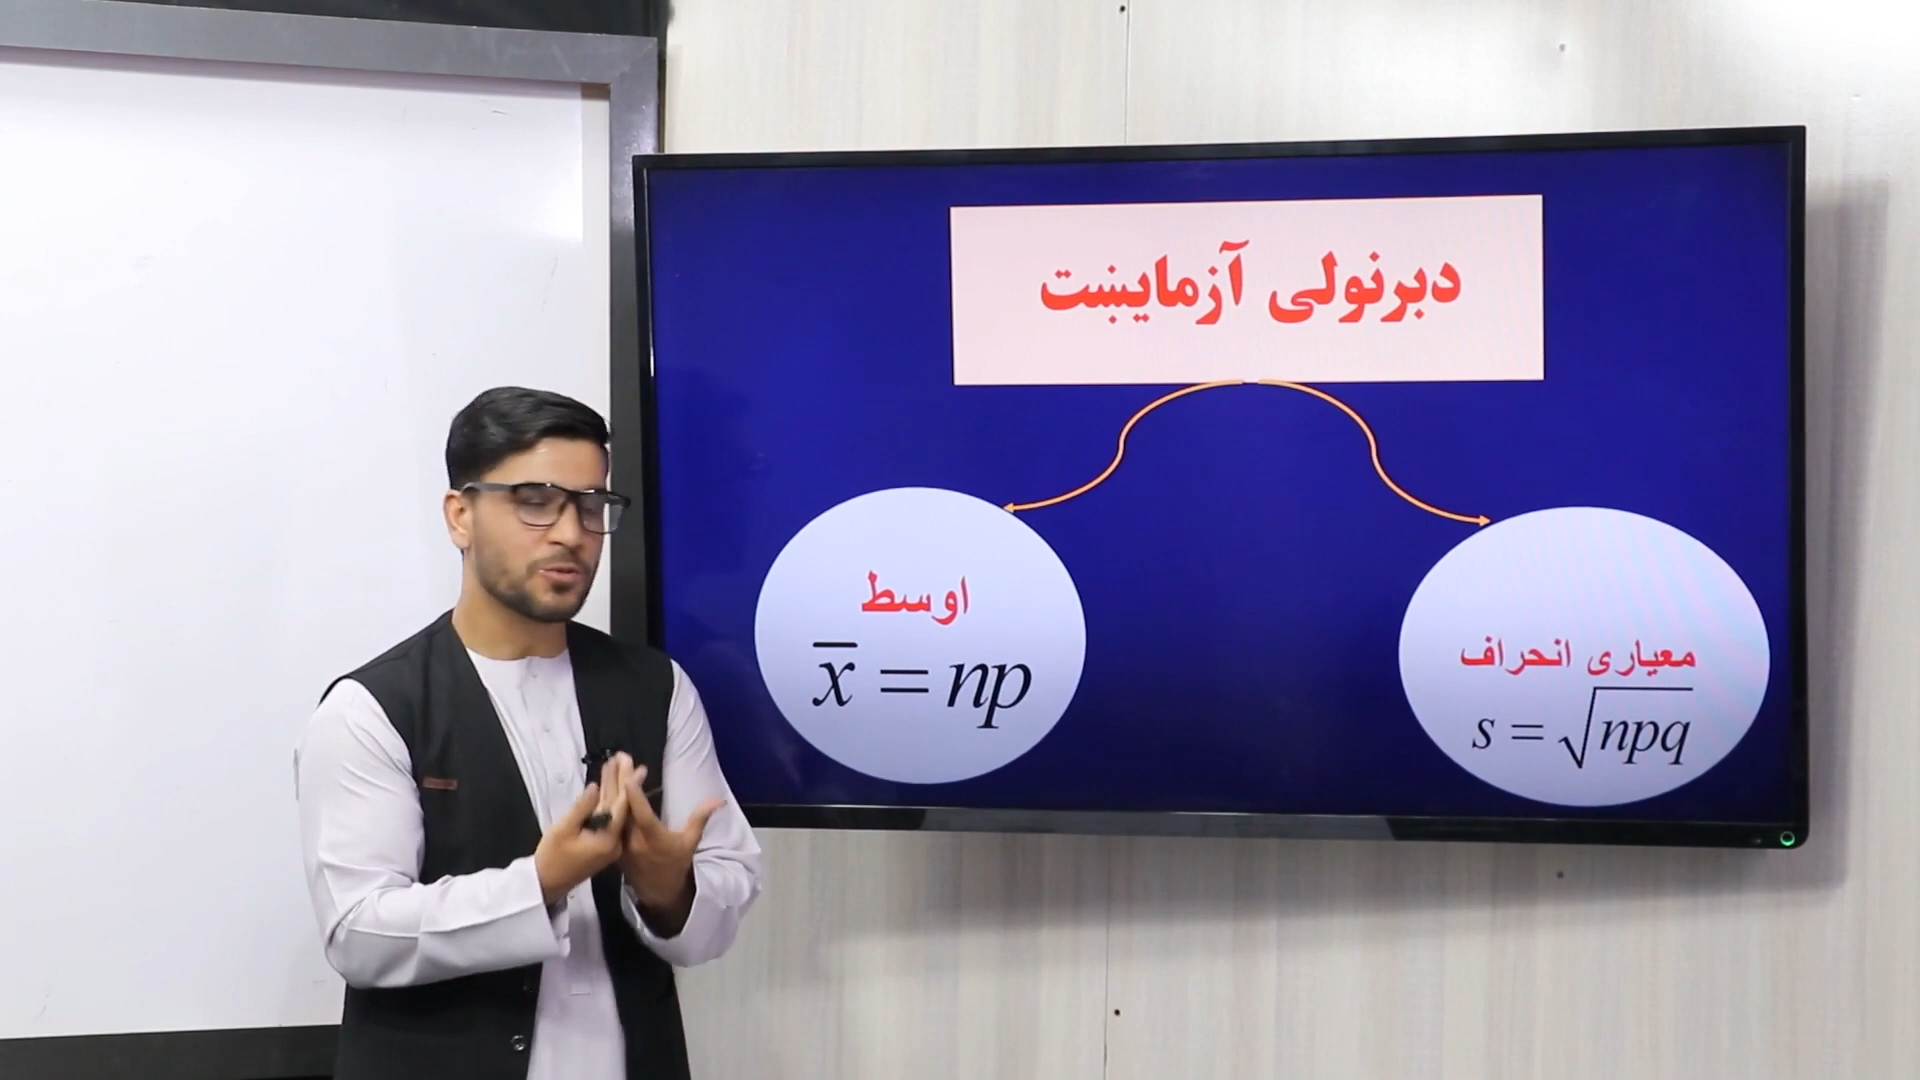 دبرنولی آزمایښت
اوسط
x̄ = np
معیاری انحراف
s = √npq